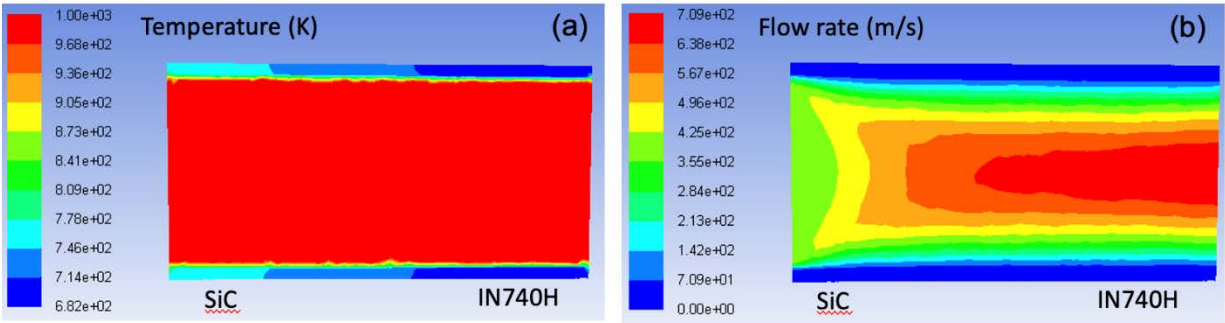 Temperature (K)
(a)
1.00e+03
9.68e+02
9.36e+02
9.05e+02
8.73e+02
8.41e+02
8.09e+02
7.78e+02
7.46e+02
7.14e+02
6.82e+02
SiC
IN740H
Flow rate (m/s)
(b)
7.09e+02
6.38e+02
5.67e+02
4.96e+02
4.25e+02
3.55e+02
2.84e+02
2.13e+02
1.42e+02
7.09e+01
0.00e+00
SiC
IN740H